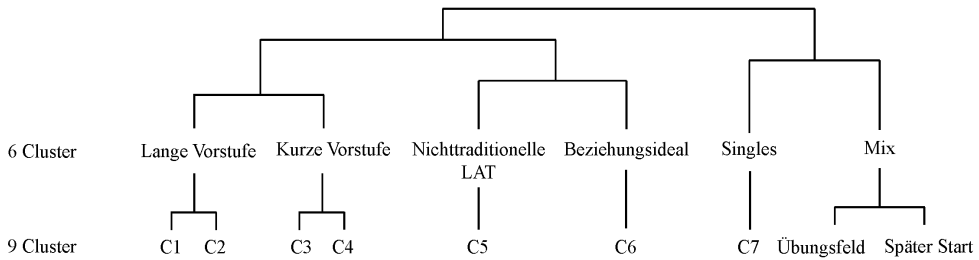 6 Cluster Lange Vorstufe Kurze Vorstufe Nichttraditionelle Beziehungsideal Singles Mix
LAT
9 Cluster C1 C2 C3 C4 C5 C6 C7 Übungsfeld Später Start